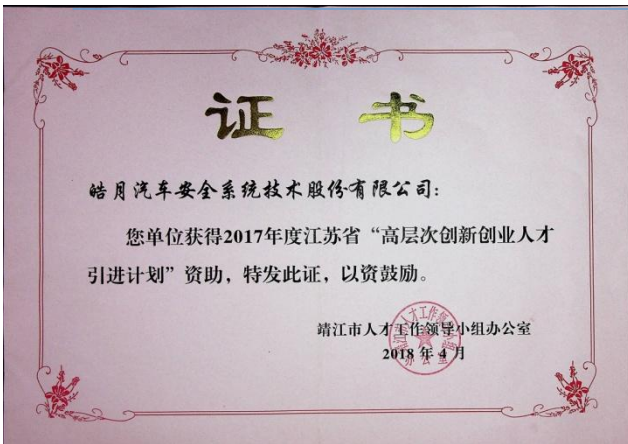 证 书
皓月汽车安全系统技术股份有限公司：
您单位获得2017年度江苏省“高层次创新创业人才
引进计划”资助，特发此证，以资鼓励。
靖江市人才工作领导小组办公室
2018 年 4 月